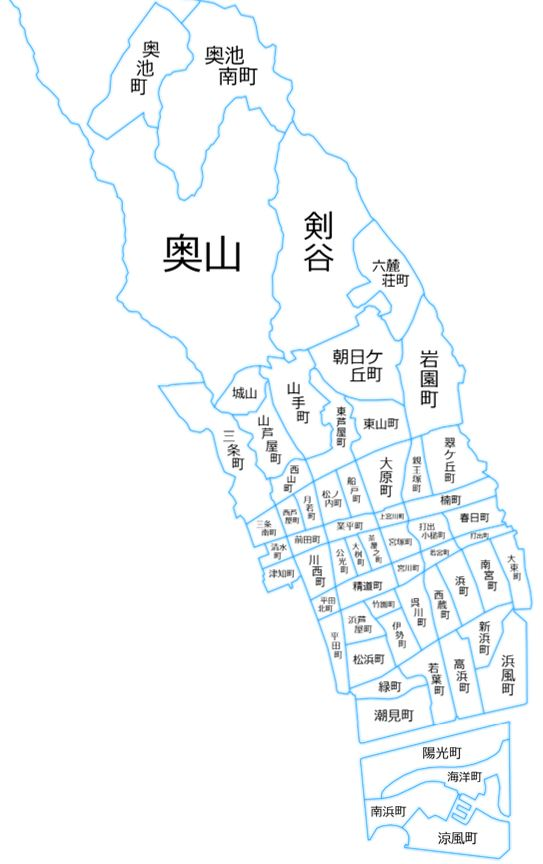 奥池町
奥池南町
奥山
剣谷
六麓荘町
朝日ケ丘町
岩園町
城山
山手町
山芦屋町
東芦屋町
東山町
三条町
西山町
翠ケ丘町
親王塚町
大原町
船戸町
松ノ内町
月若町
西芦屋町
楠町
上宮川町
業平町
三条南町
前田町
春日町
打出小槌町
打出町
宮塚町
茶屋之町
大桝町
公光町
川西町
清水町
津知町
若宮町
宮川町
精道町
大東町
南宮町
浜町
西蔵町
呉川町
竹園町
平田北町
浜芦屋町
伊勢町
平田町
新浜町
浜風町
高浜町
若葉町
松浜町
緑町
潮見町
陽光町
海洋町
南浜町
涼風町